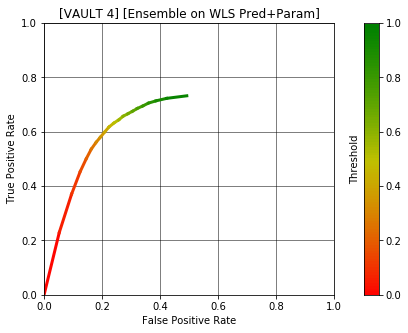 [VAULT 4] [Ensemble on WLS Pred+Param]
1.0
0.8
0.6
0.4
0.2
0.0
True Positive Rate
0.0 0.2 0.4 0.6 0.8 1.0
False Positive Rate
Threshold
1.0
0.8
0.6
0.4
0.2
0.0